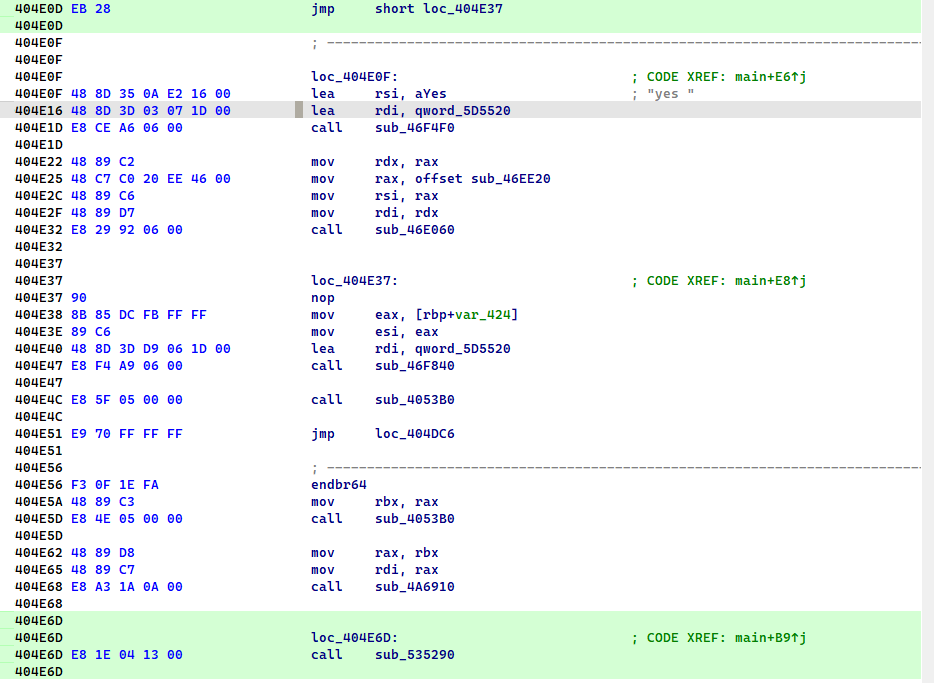 404E0D EB 28 jmp short loc_404E37
404E0D
404E0F ; ---------------------------------------------------------------------------
404E0F
404E0F loc_404E0F: ; CODE XREF: main+E6↑j
404E0F 48 8D 35 0A E2 16 00 lea rsi, aYes ; "yes "
404E16 48 8D 3D 03 07 1D 00 lea rdi, qword_5D5520
404E1D E8 CE A6 06 00 call sub_46F4F0
404E1D
404E22 48 89 C2 mov rdx, rax
404E25 48 C7 C0 20 EE 46 00 mov rax, offset sub_46EE20
404E2C 48 89 C6 mov rsi, rax
404E2F 48 89 D7 mov rdi, rdx
404E32 E8 29 92 06 00 call sub_46E060
404E32
404E37
404E37 loc_404E37: ; CODE XREF: main+E8↑j
404E37 90 nop
404E38 8B 85 DC FB FF FF mov eax, [rbp+var_424]
404E3E 89 C6 mov esi, eax
404E40 48 8D 3D D9 06 1D 00 lea rdi, qword_5D5520
404E47 E8 F4 A9 06 00 call sub_46F840
404E47
404E4C E8 5F 05 00 00 call sub_4053B0
404E4C
404E51 E9 70 FF FF FF jmp loc_404DC6
404E51
404E56 ; ---------------------------------------------------------------------------
404E56 F3 0F 1E FA endbr64
404E5A 48 89 C3 mov rbx, rax
404E5D E8 4E 05 00 00 call sub_4053B0
404E5D
404E62 48 89 D8 mov rax, rbx
404E65 48 89 C7 mov rdi, rax
404E68 E8 A3 1A 0A 00 call sub_4A6910
404E68
404E6D
404E6D loc_404E6D: ; CODE XREF: main+B9↑j
404E6D E8 1E 04 13 00 call sub_535290
404E6D